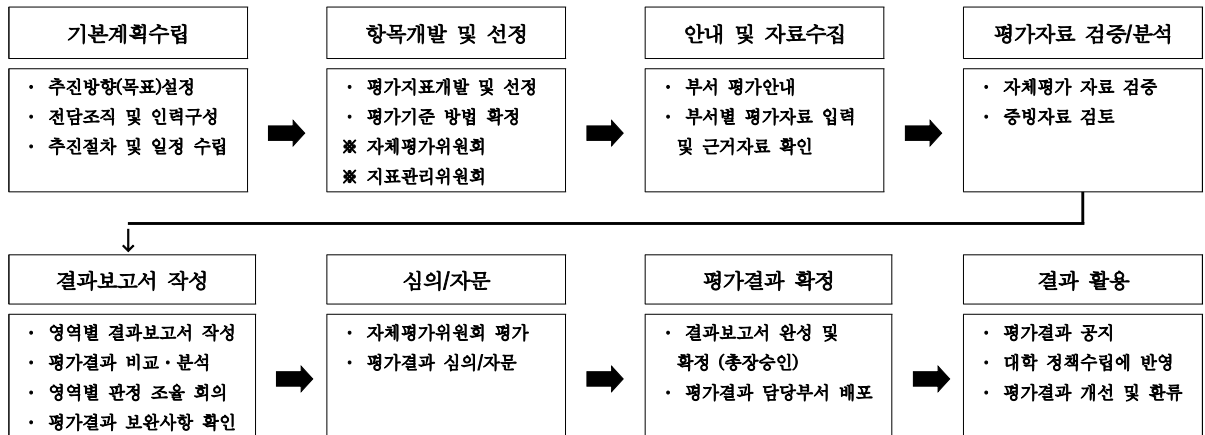 기본계획수립
· 추진방향(목표)설정
· 전담조직 및 인력구성
· 추진절차 및 일정 수립
항목개발 및 선정
· 평가지표개발 및 선정
· 평가기준 방법 확정
※ 자체평가위원회
※ 지표관리위원회
안내 및 자료수집
· 부서 평가안내
· 부서별 평가자료 입력
및 근거자료 확인
평가자료 검증/분석
· 자체평가 자료 검증
· 증빙자료 검토
결과보고서 작성
· 영역별 결과보고서 작성
· 평가결과 비교·분석
· 영역별 판정 조율 회의
· 평가결과 보완사항 확인
심의/자문
· 자체평가위원회 평가
· 평가결과 심의/자문
평가결과 확정
· 결과보고서 완성 및
확정 (총장승인)
· 평가결과 담당부서 배포
결과 활용
· 평가결과 공지
· 대학 정책수립에 반영
· 평가결과 개선 및 환류